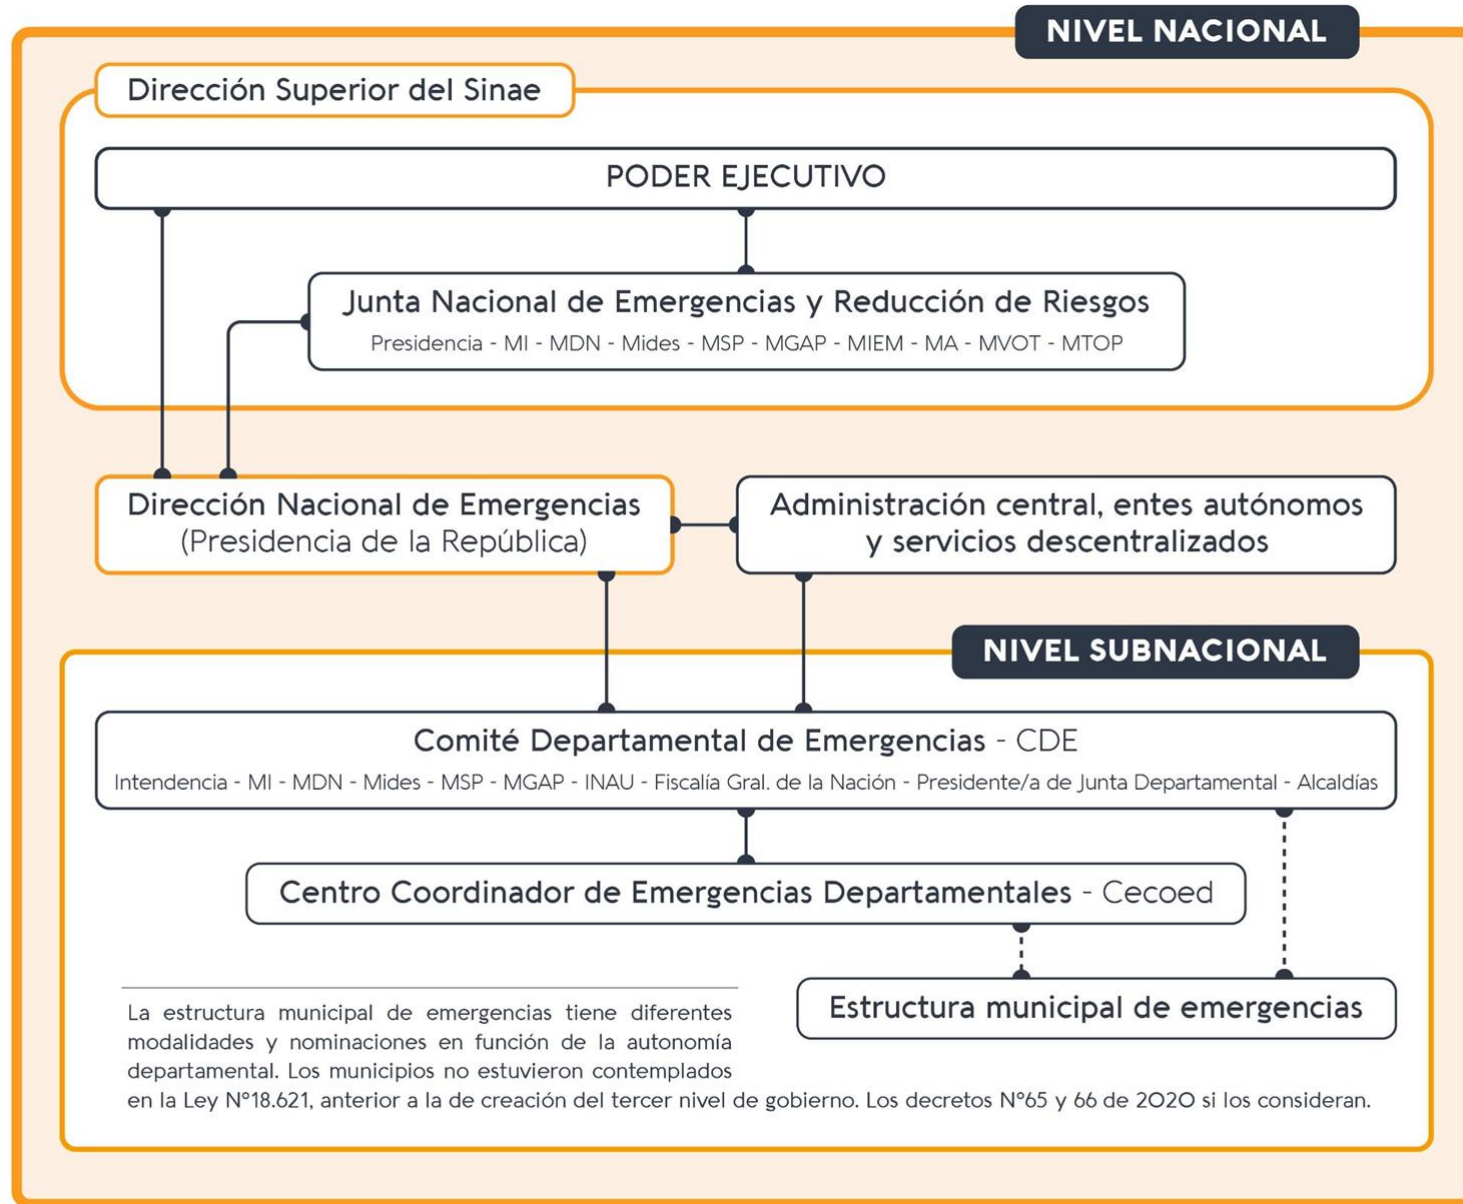 NIVEL NACIONAL
Dirección Superior del Sinae
PODER EJECUTIVO
Junta Nacional de Emergencias y Reducción de Riesgos
Presidencia - MI - MDN - Mides - MSP - MGAP - MIEM - MA - MVOT - MTOP
Dirección Nacional de Emergencias
(Presidencia de la República)
Administración central, entes autónomos
y servicios descentralizados
NIVEL SUBNACIONAL
Comité Departamental de Emergencias - CDE
Intendencia - MI - MDN - Mides - MSP - MGAP - INAU - Fiscalía Gral. de la Nación - Presidente/a de Junta Departamental - Alcaldías
Centro Coordinador de Emergencias Departamentales - Cecoed
Estructura municipal de emergencias
La estructura municipal de emergencias tiene diferentes
modalidades y nominaciones en función de la autonomía
departamental. Los municipios no estuvieron contemplados
en la Ley N°18.621, anterior a la de creación del tercer nivel de gobierno. Los decretos N°65 y 66 de 2020 si los consideran.